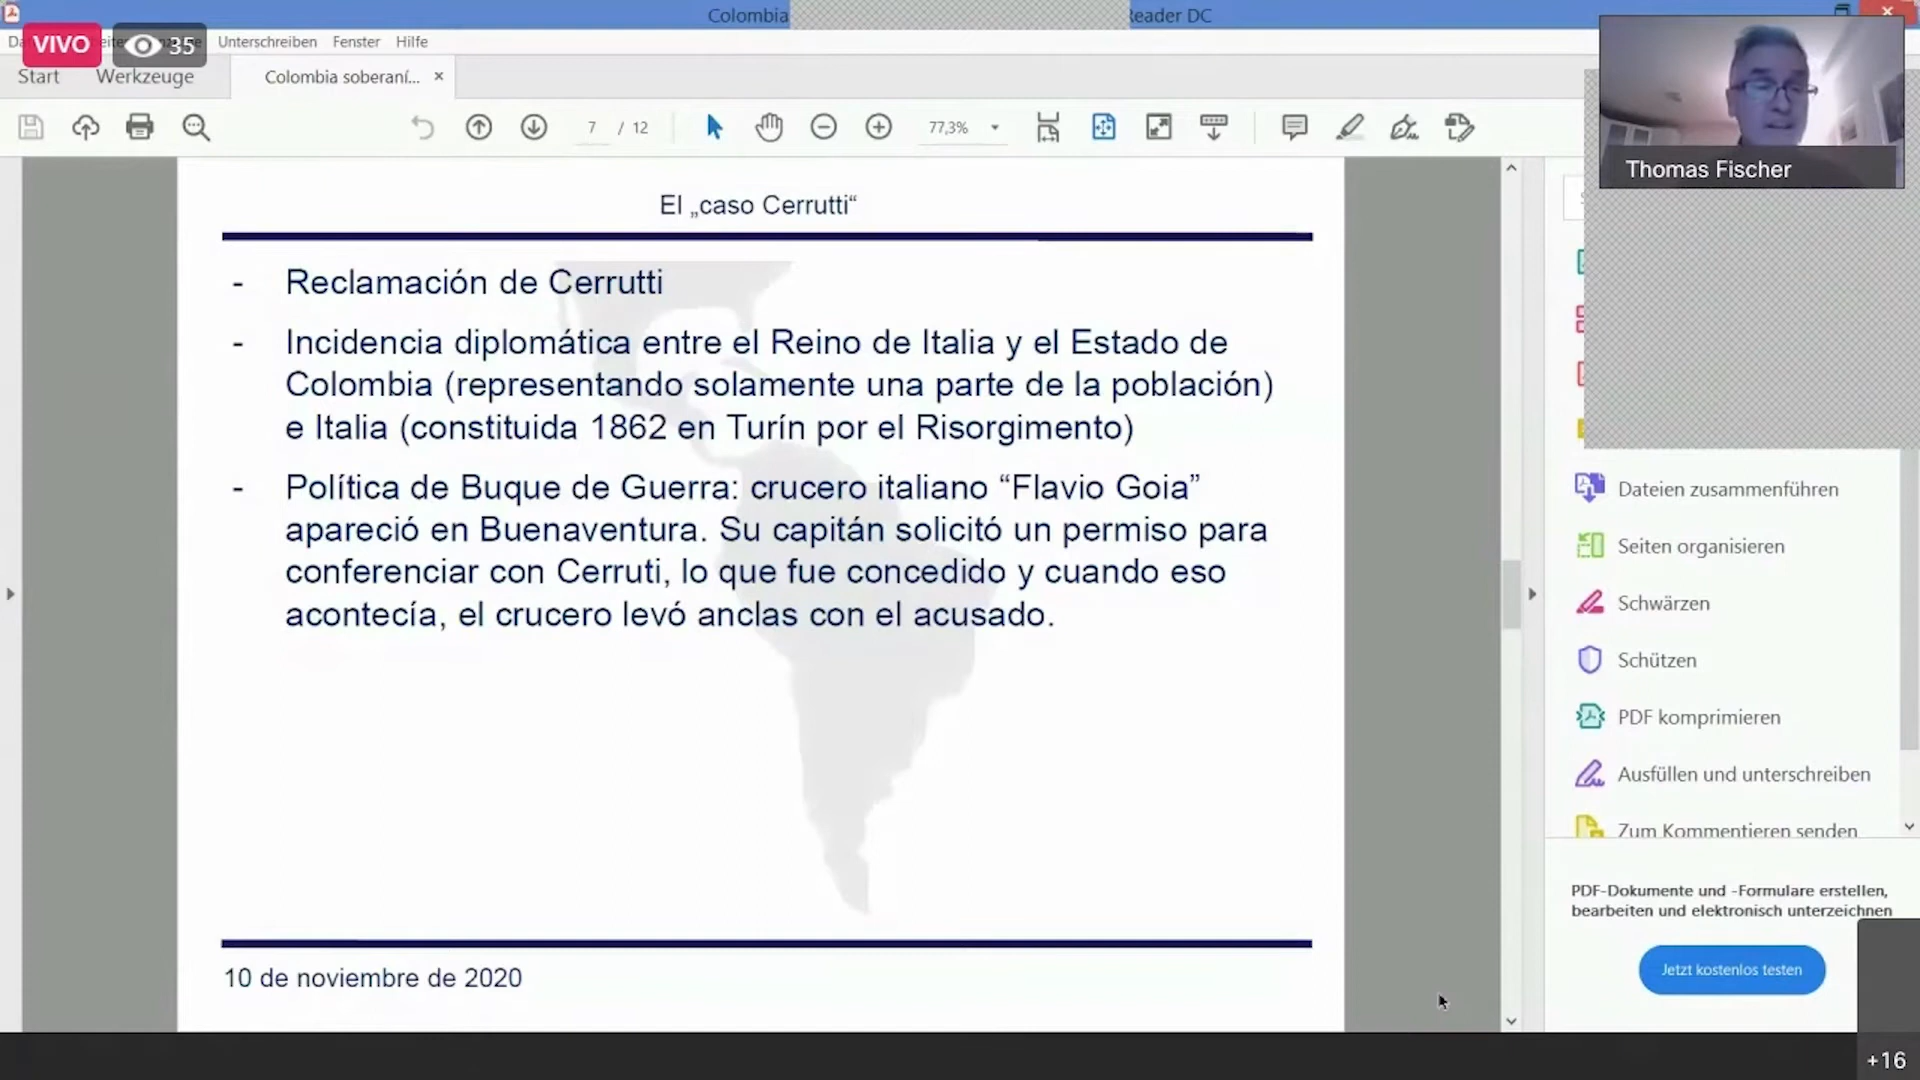 Colombia
Reader DC
VIVO
35
Unterschreiben Fenster Hilfe
Start Werkzeuge Colombia soberaní... ×
7 / 12 77,3%
Thomas Fischer
El „caso Cerrutti“
- Reclamación de Cerrutti
- Incidencia diplomática entre el Reino de Italia y el Estado de
Colombia (representando solamente una parte de la población)
e Italia (constituida 1862 en Turín por el Risorgimento)
- Política de Buque de Guerra: crucero italiano “Flavio Goia”
apareció en Buenaventura. Su capitán solicitó un permiso para
conferenciar con Cerruti, lo que fue concedido y cuando eso
acontecía, el crucero levó anclas con el acusado.
10 de noviembre de 2020
Dateien zusammenführen
Seiten organisieren
Schwärzen
Schützen
PDF komprimieren
Ausfüllen und unterschreiben
Zum Kommentieren senden
PDF-Dokumente und -Formulare erstellen,
bearbeiten und elektronisch unterzeichnen
Jetzt kostenlos testen
+16